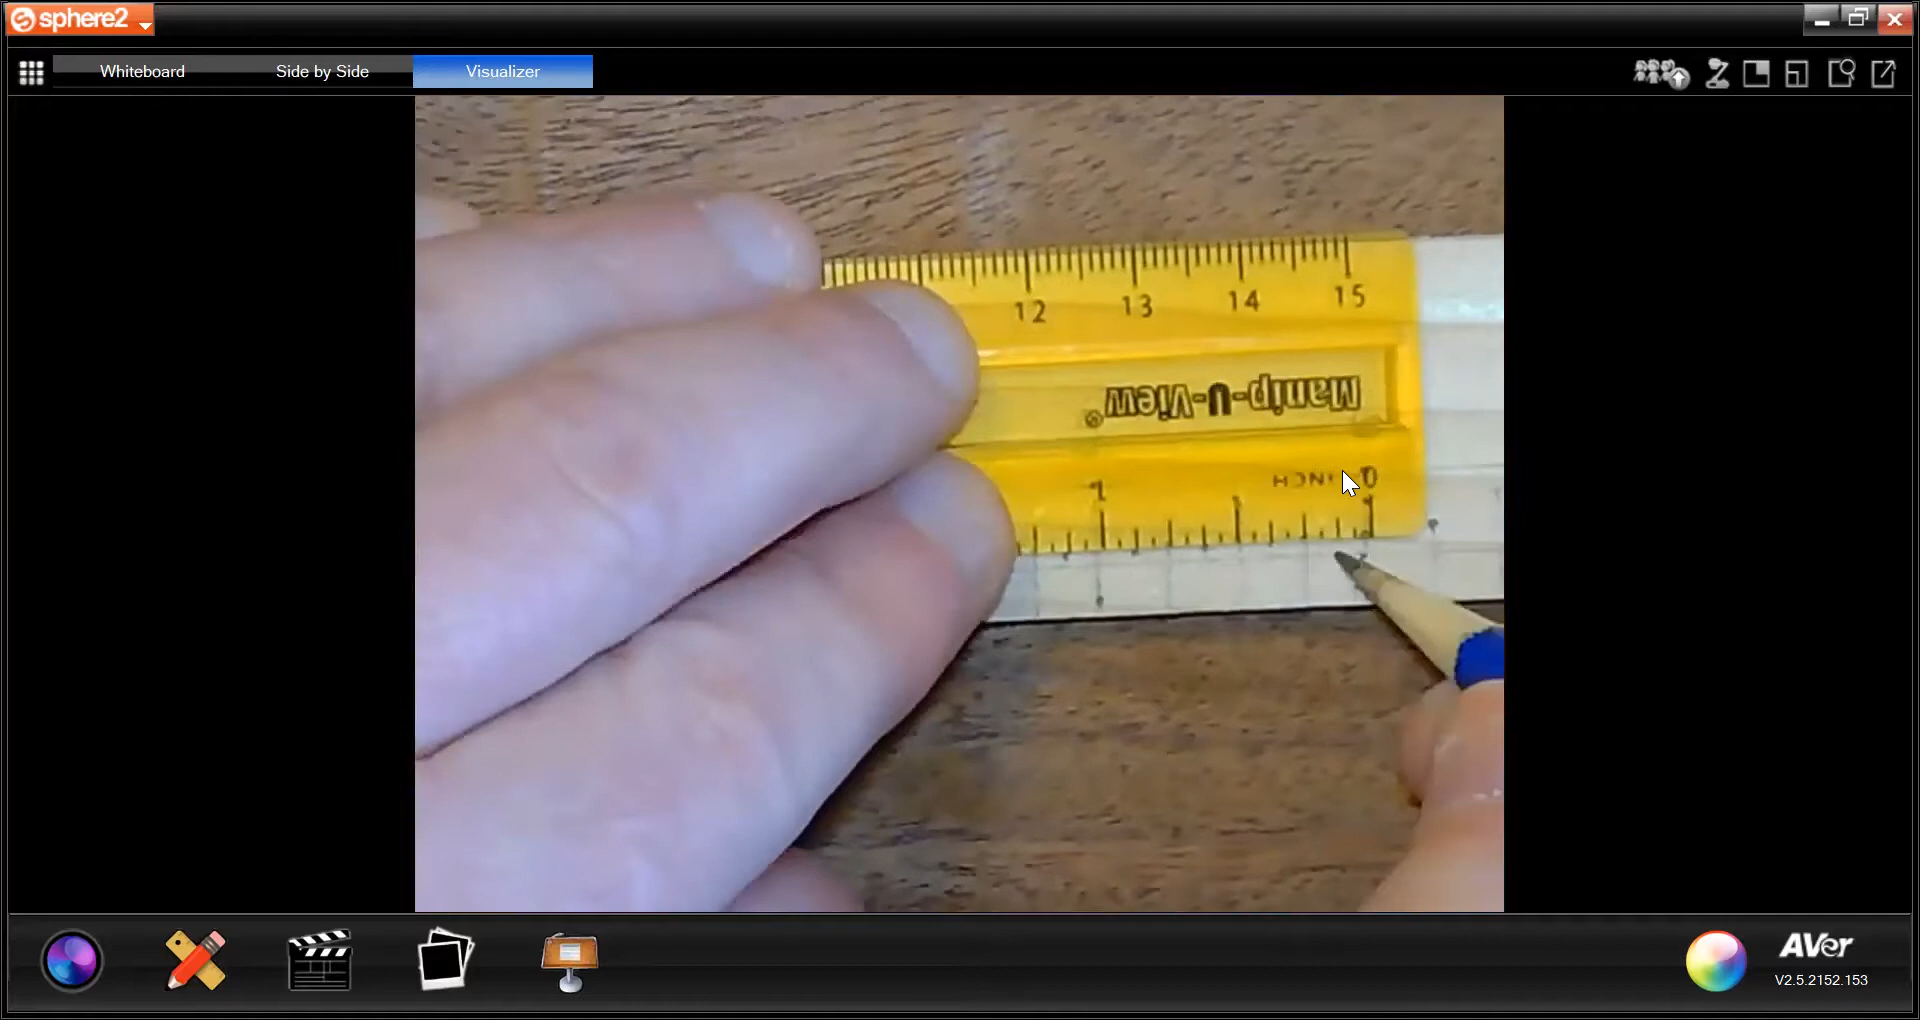 sphere2
Whiteboard
Side by Side
Visualizer
12 13 14 15
Manip-U-View®
INCH 0
1
AVer
V2.5.2152.153